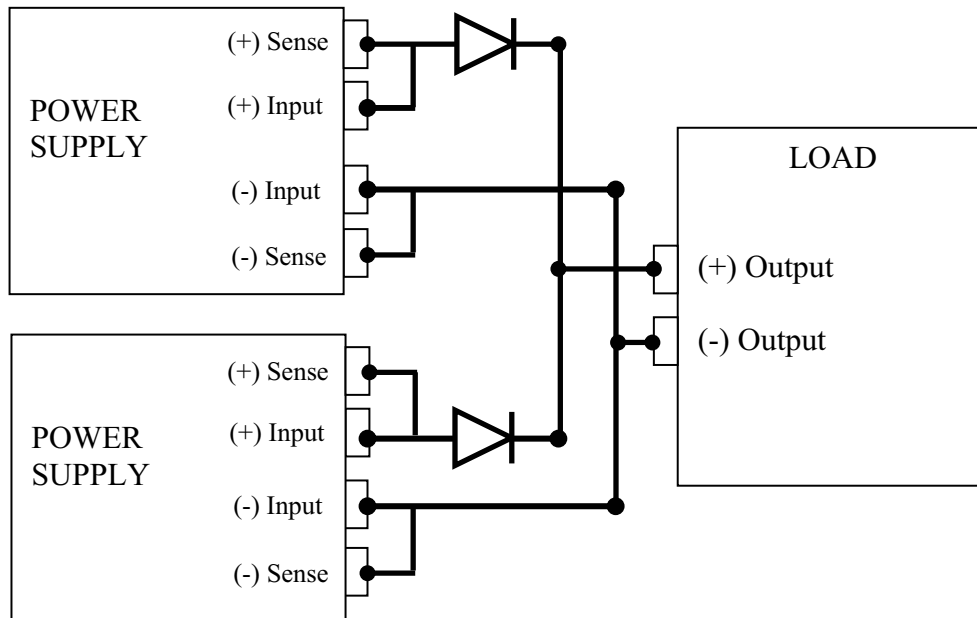 (+) Sense
POWER
SUPPLY
(+) Input
(-) Input
(-) Sense
LOAD
(+) Output
(-) Output
(+) Sense
POWER
SUPPLY
(+) Input
(-) Input
(-) Sense